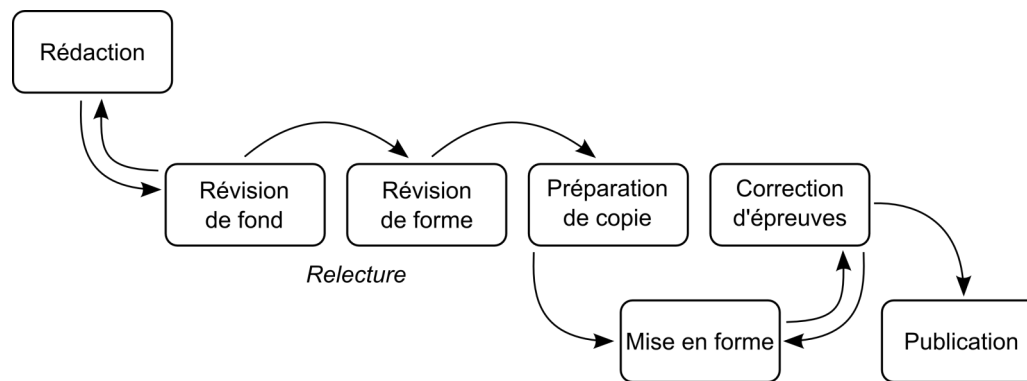 Rédaction
Révision
de fond
Révision
de forme
Préparation
de copie
Correction
d'épreuves
Relecture
Mise en forme
Publication